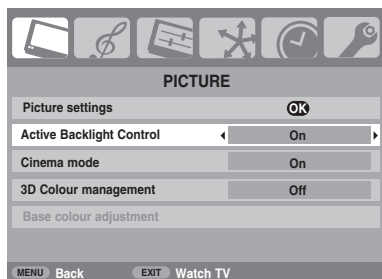 PICTURE
Picture settings OK
Active Backlight Control On
Cinema mode On
3D Colour management Off
Base colour adjustment
MENU Back EXIT Watch TV